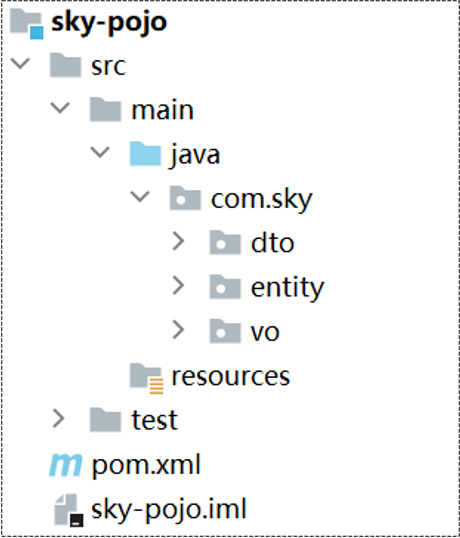 sky-pojo
src
main
java
com.sky
dto
entity
vo
resources
test
pom.xml
sky-pojo.iml